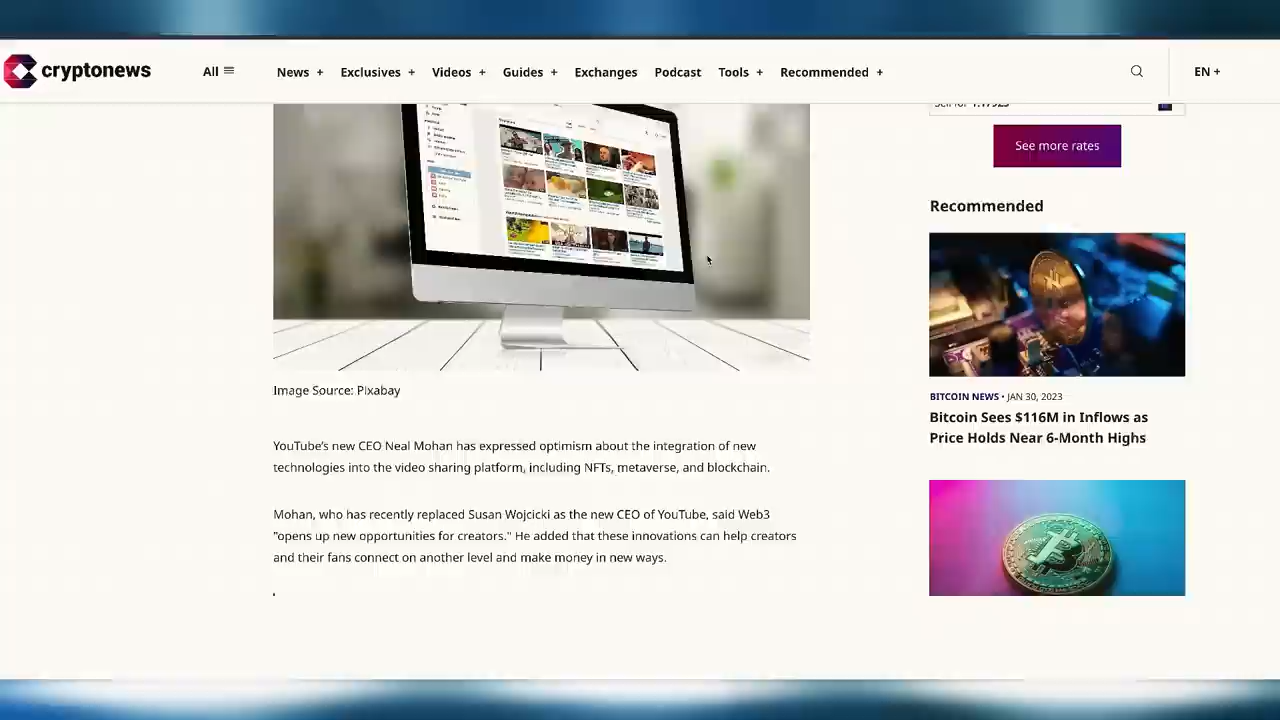 cryptonews
All
News +
Exclusives +
Videos +
Guides +
Exchanges
Podcast
Tools +
Recommended +
EN +
See more rates
Image Source: Pixabay
YouTube's new CEO Neal Mohan has expressed optimism about the integration of new
technologies into the video sharing platform, including NFTs, metaverse, and blockchain.
Mohan, who has recently replaced Susan Wojcicki as the new CEO of YouTube, said Web3
"opens up new opportunities for creators." He added that these innovations can help creators
and their fans connect on another level and make money in new ways.
Recommended
BITCOIN NEWS • JAN 30, 2023
Bitcoin Sees $116M in Inflows as
Price Holds Near 6-Month Highs